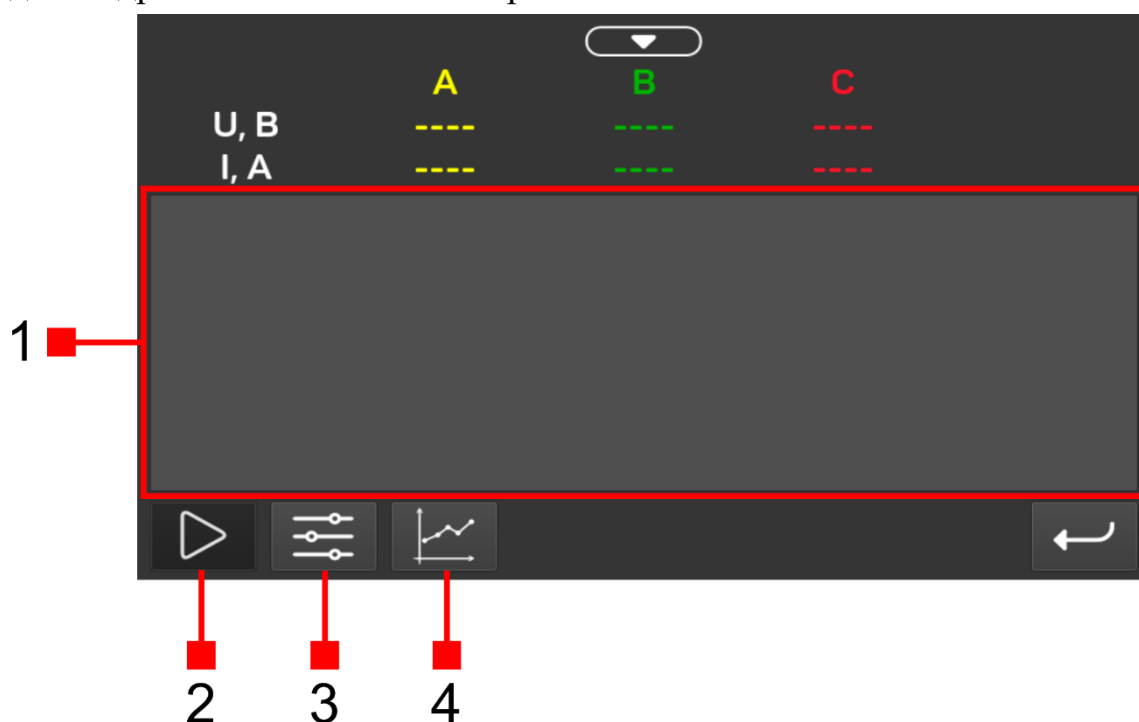 A B C
U, В ---- ---- ----
I, А ---- ---- ----
1
2 3 4